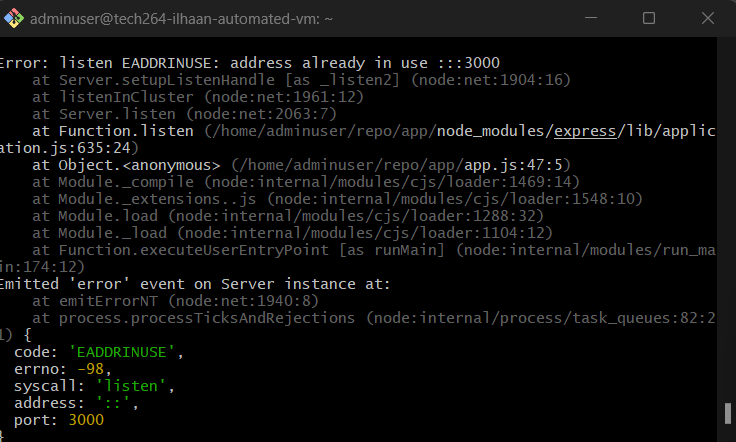 adminuser@tech264-ilhaan-automated-vm: ~
Error: listen EADDRINUSE: address already in use :::3000
    at Server.setupListenHandle [as _listen2] (node:net:1904:16)
    at listenInCluster (node:net:1961:12)
    at Server.listen (node:net:2063:7)
    at Function.listen (/home/adminuser/repo/app/node_modules/express/lib/applic
ation.js:635:24)
    at Object.<anonymous> (/home/adminuser/repo/app/app.js:47:5)
    at Module._compile (node:internal/modules/cjs/loader:1469:14)
    at Module._extensions..js (node:internal/modules/cjs/loader:1548:10)
    at Module.load (node:internal/modules/cjs/loader:1288:32)
    at Module._load (node:internal/modules/cjs/loader:1104:12)
    at Function.executeUserEntryPoint [as runMain] (node:internal/modules/run_ma
in:174:12)
Emitted 'error' event on Server instance at:
    at emitErrorNT (node:net:1940:8)
    at process.processTicksAndRejections (node:internal/process/task_queues:82:2
1) {
  code: 'EADDRINUSE',
  errno: -98,
  syscall: 'listen',
  address: '::',
  port: 3000
}